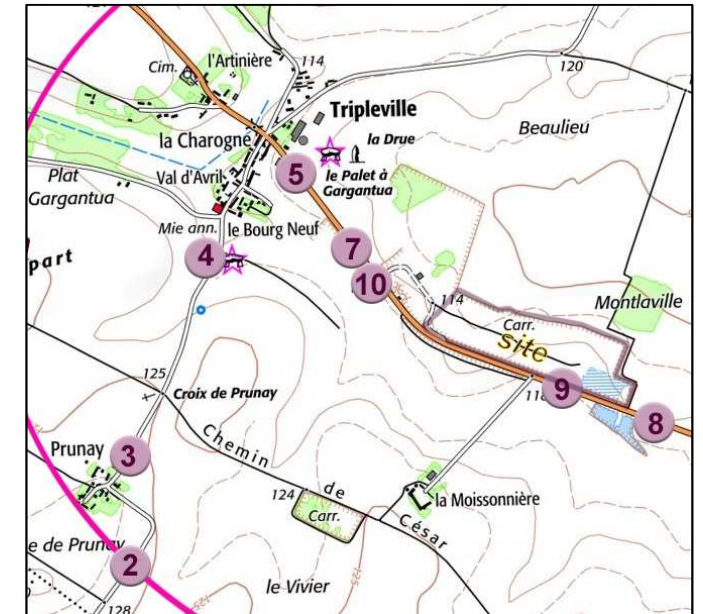 l'Artinière
Cim.
114
120
Tripleville
Beaulieu
la Charogne
la Drue
5
le Palet à
Gargantua
Plat
Gargantua
Val d'Avril
Mie ann.
le Bourg Neuf
7
4
part
10
114
Montlaville
Carr.
site
125
Croix de Prunay
9
8
Prunay
3
Chemin de César
124
Carr.
la Moissonnière
e de Prunay
2
le Vivier
125
128